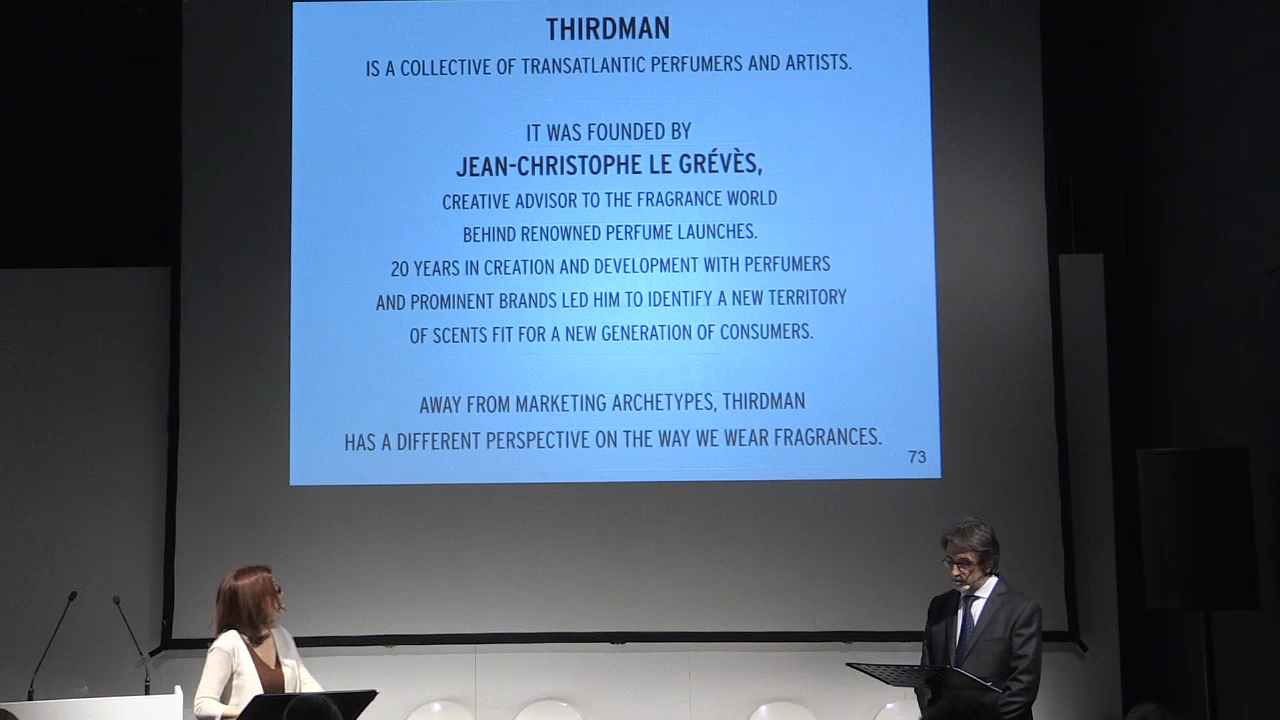 THIRDMAN
IS A COLLECTIVE OF TRANSATLANTIC PERFUMERS AND ARTISTS.
IT WAS FOUNDED BY
JEAN-CHRISTOPHE LE GRÉVÈS,
CREATIVE ADVISOR TO THE FRAGRANCE WORLD
BEHIND RENOWNED PERFUME LAUNCHES.
20 YEARS IN CREATION AND DEVELOPMENT WITH PERFUMERS
AND PROMINENT BRANDS LED HIM TO IDENTIFY A NEW TERRITORY
OF SCENTS FIT FOR A NEW GENERATION OF CONSUMERS.
AWAY FROM MARKETING ARCHETYPES, THIRDMAN
HAS A DIFFERENT PERSPECTIVE ON THE WAY WE WEAR FRAGRANCES.
73